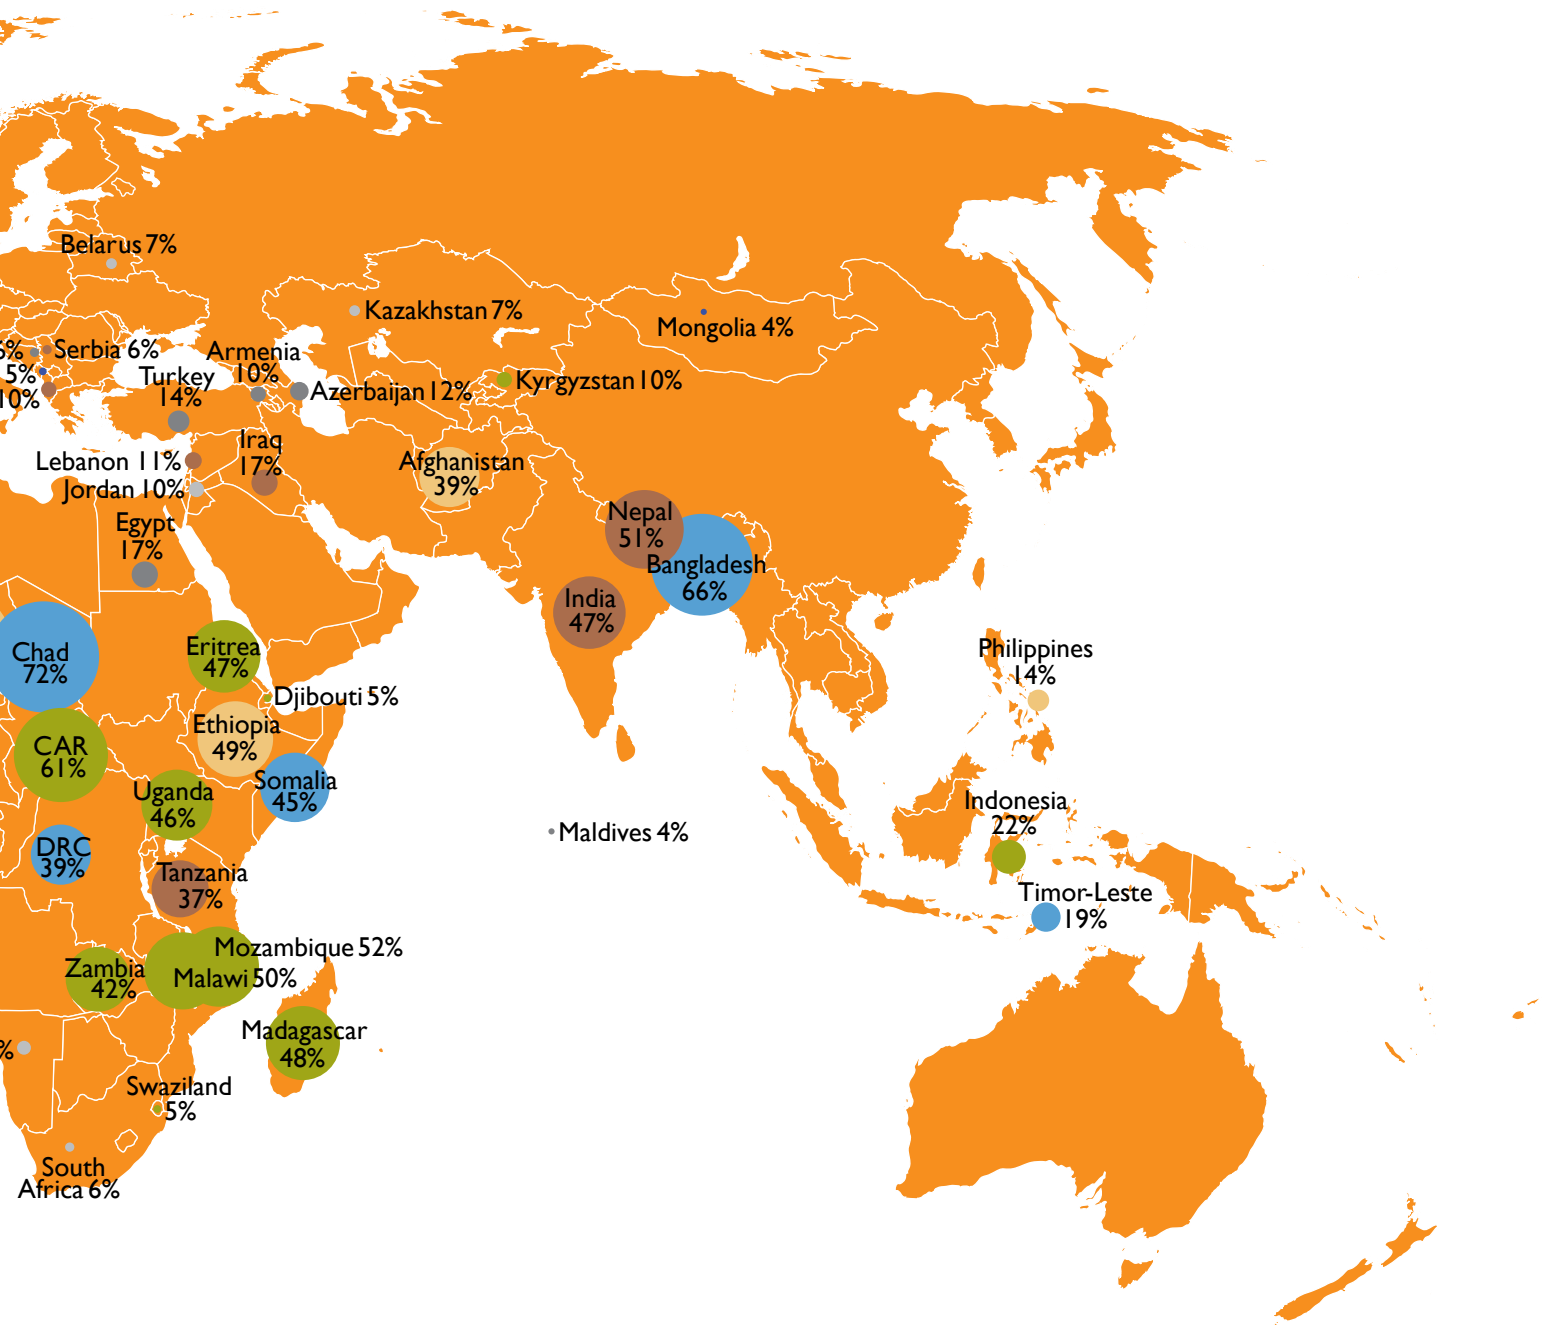 Belarus 7%
Kazakhstan 7%
Mongolia 4%
6%
Serbia 6%
5%
10%
Armenia
10%
Turkey
14%
Azerbaijan 12%
Kyrgyzstan 10%
Iraq
17%
Lebanon 11%
Jordan 10%
Afghanistan
39%
Egypt
17%
Nepal
51%
Bangladesh
66%
India
47%
Chad
72%
Eritrea
47%
Djibouti 5%
Philippines
14%
CAR
61%
Ethiopia
49%
Somalia
45%
Uganda
46%
Maldives 4%
Indonesia
22%
DRC
39%
Tanzania
37%
Timor-Leste
19%
Mozambique 52%
Malawi 50%
Zambia
42%
Madagascar
48%
%
Swaziland
5%
South
Africa 6%